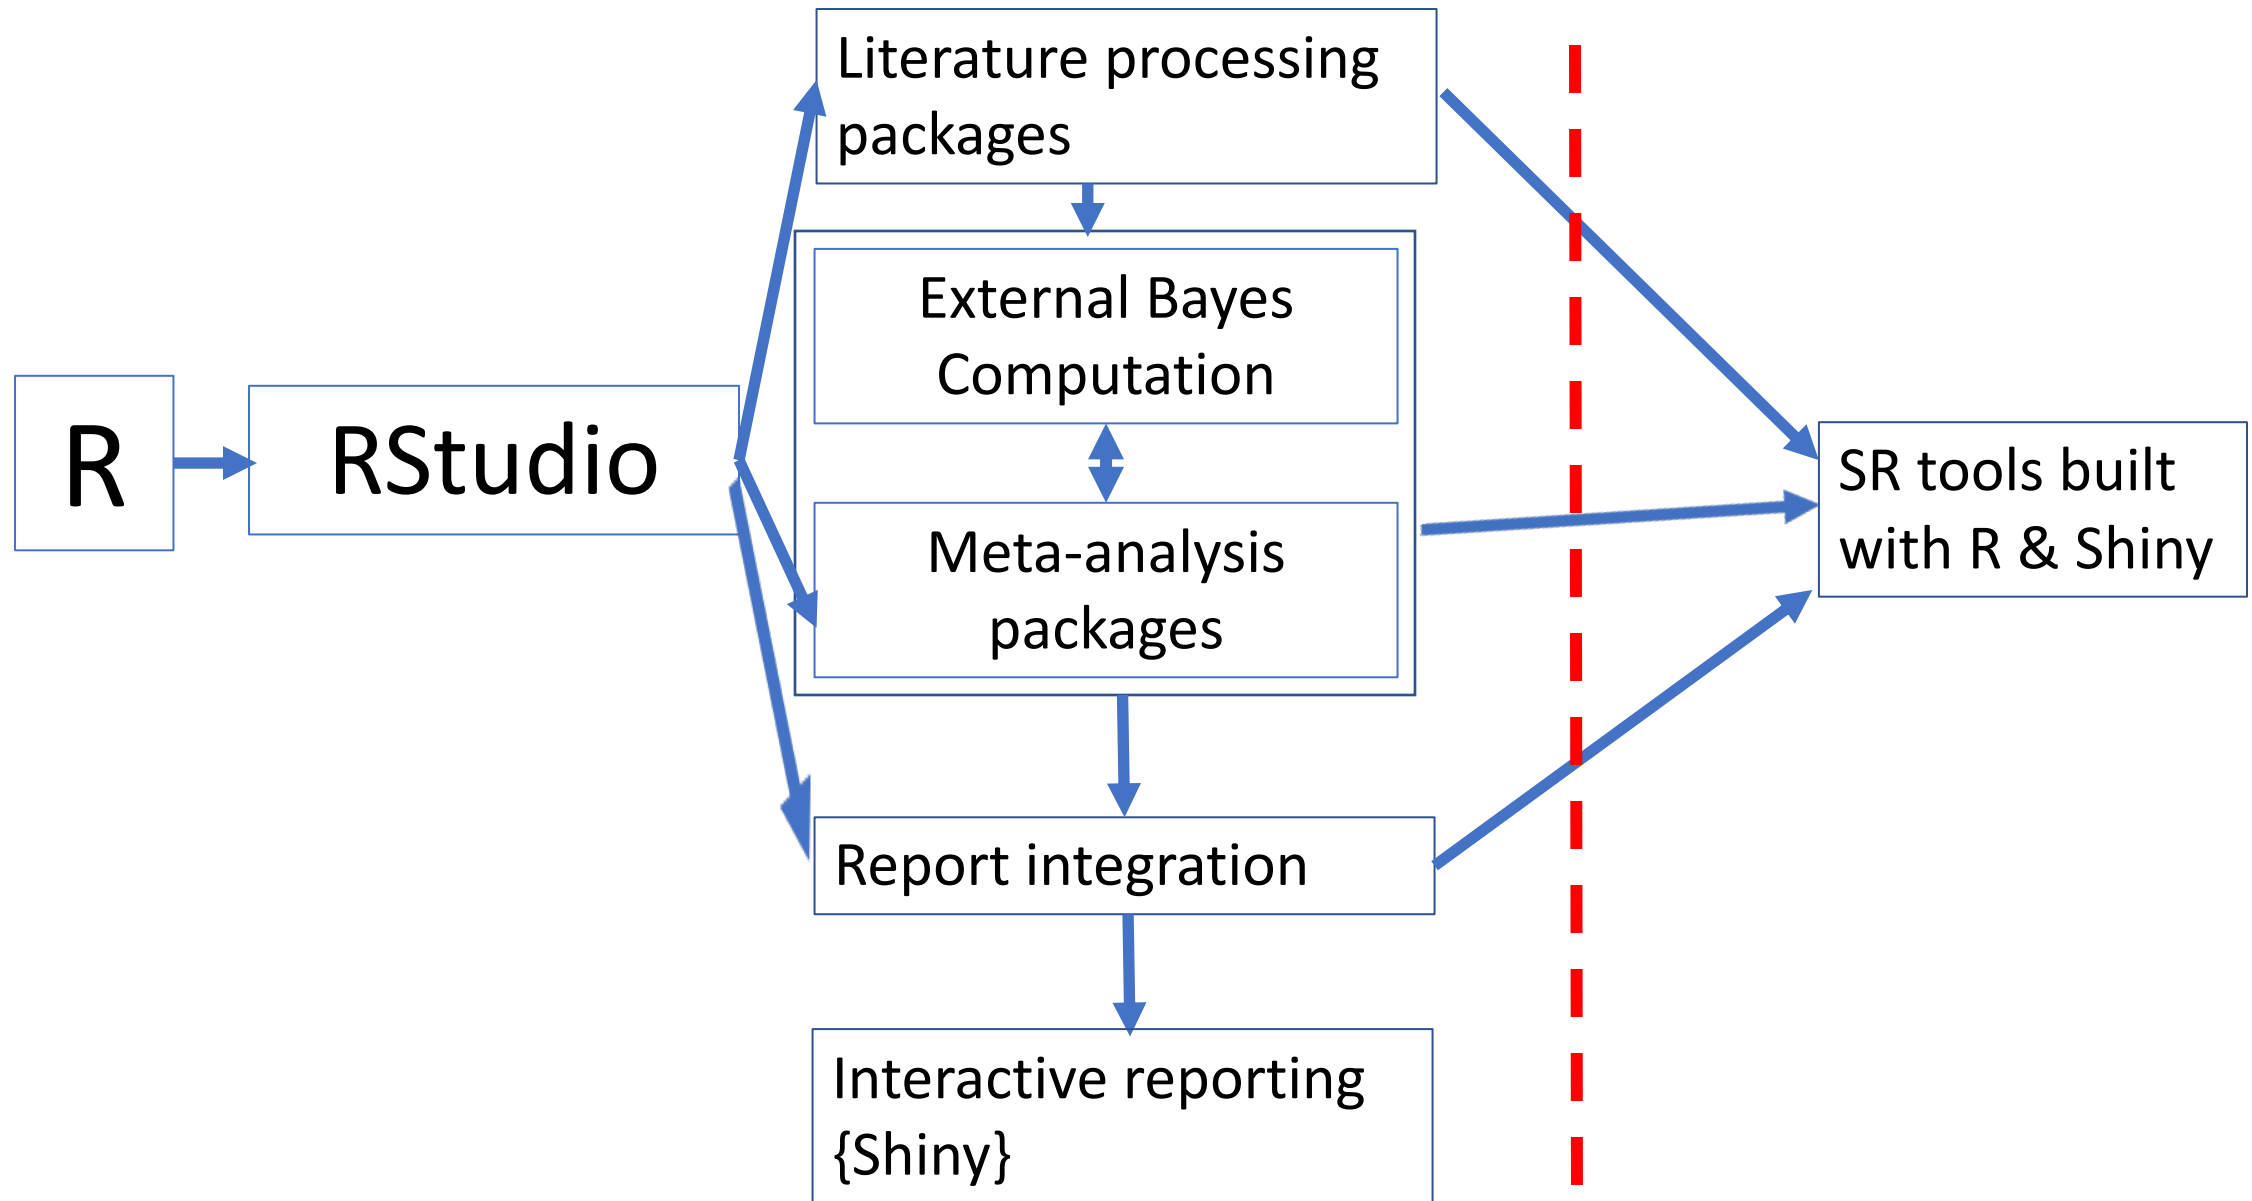 Literature processing
packages
External Bayes
Computation
R
RStudio
Meta-analysis
packages
SR tools built
with R & Shiny
Report integration
Interactive reporting
{Shiny}